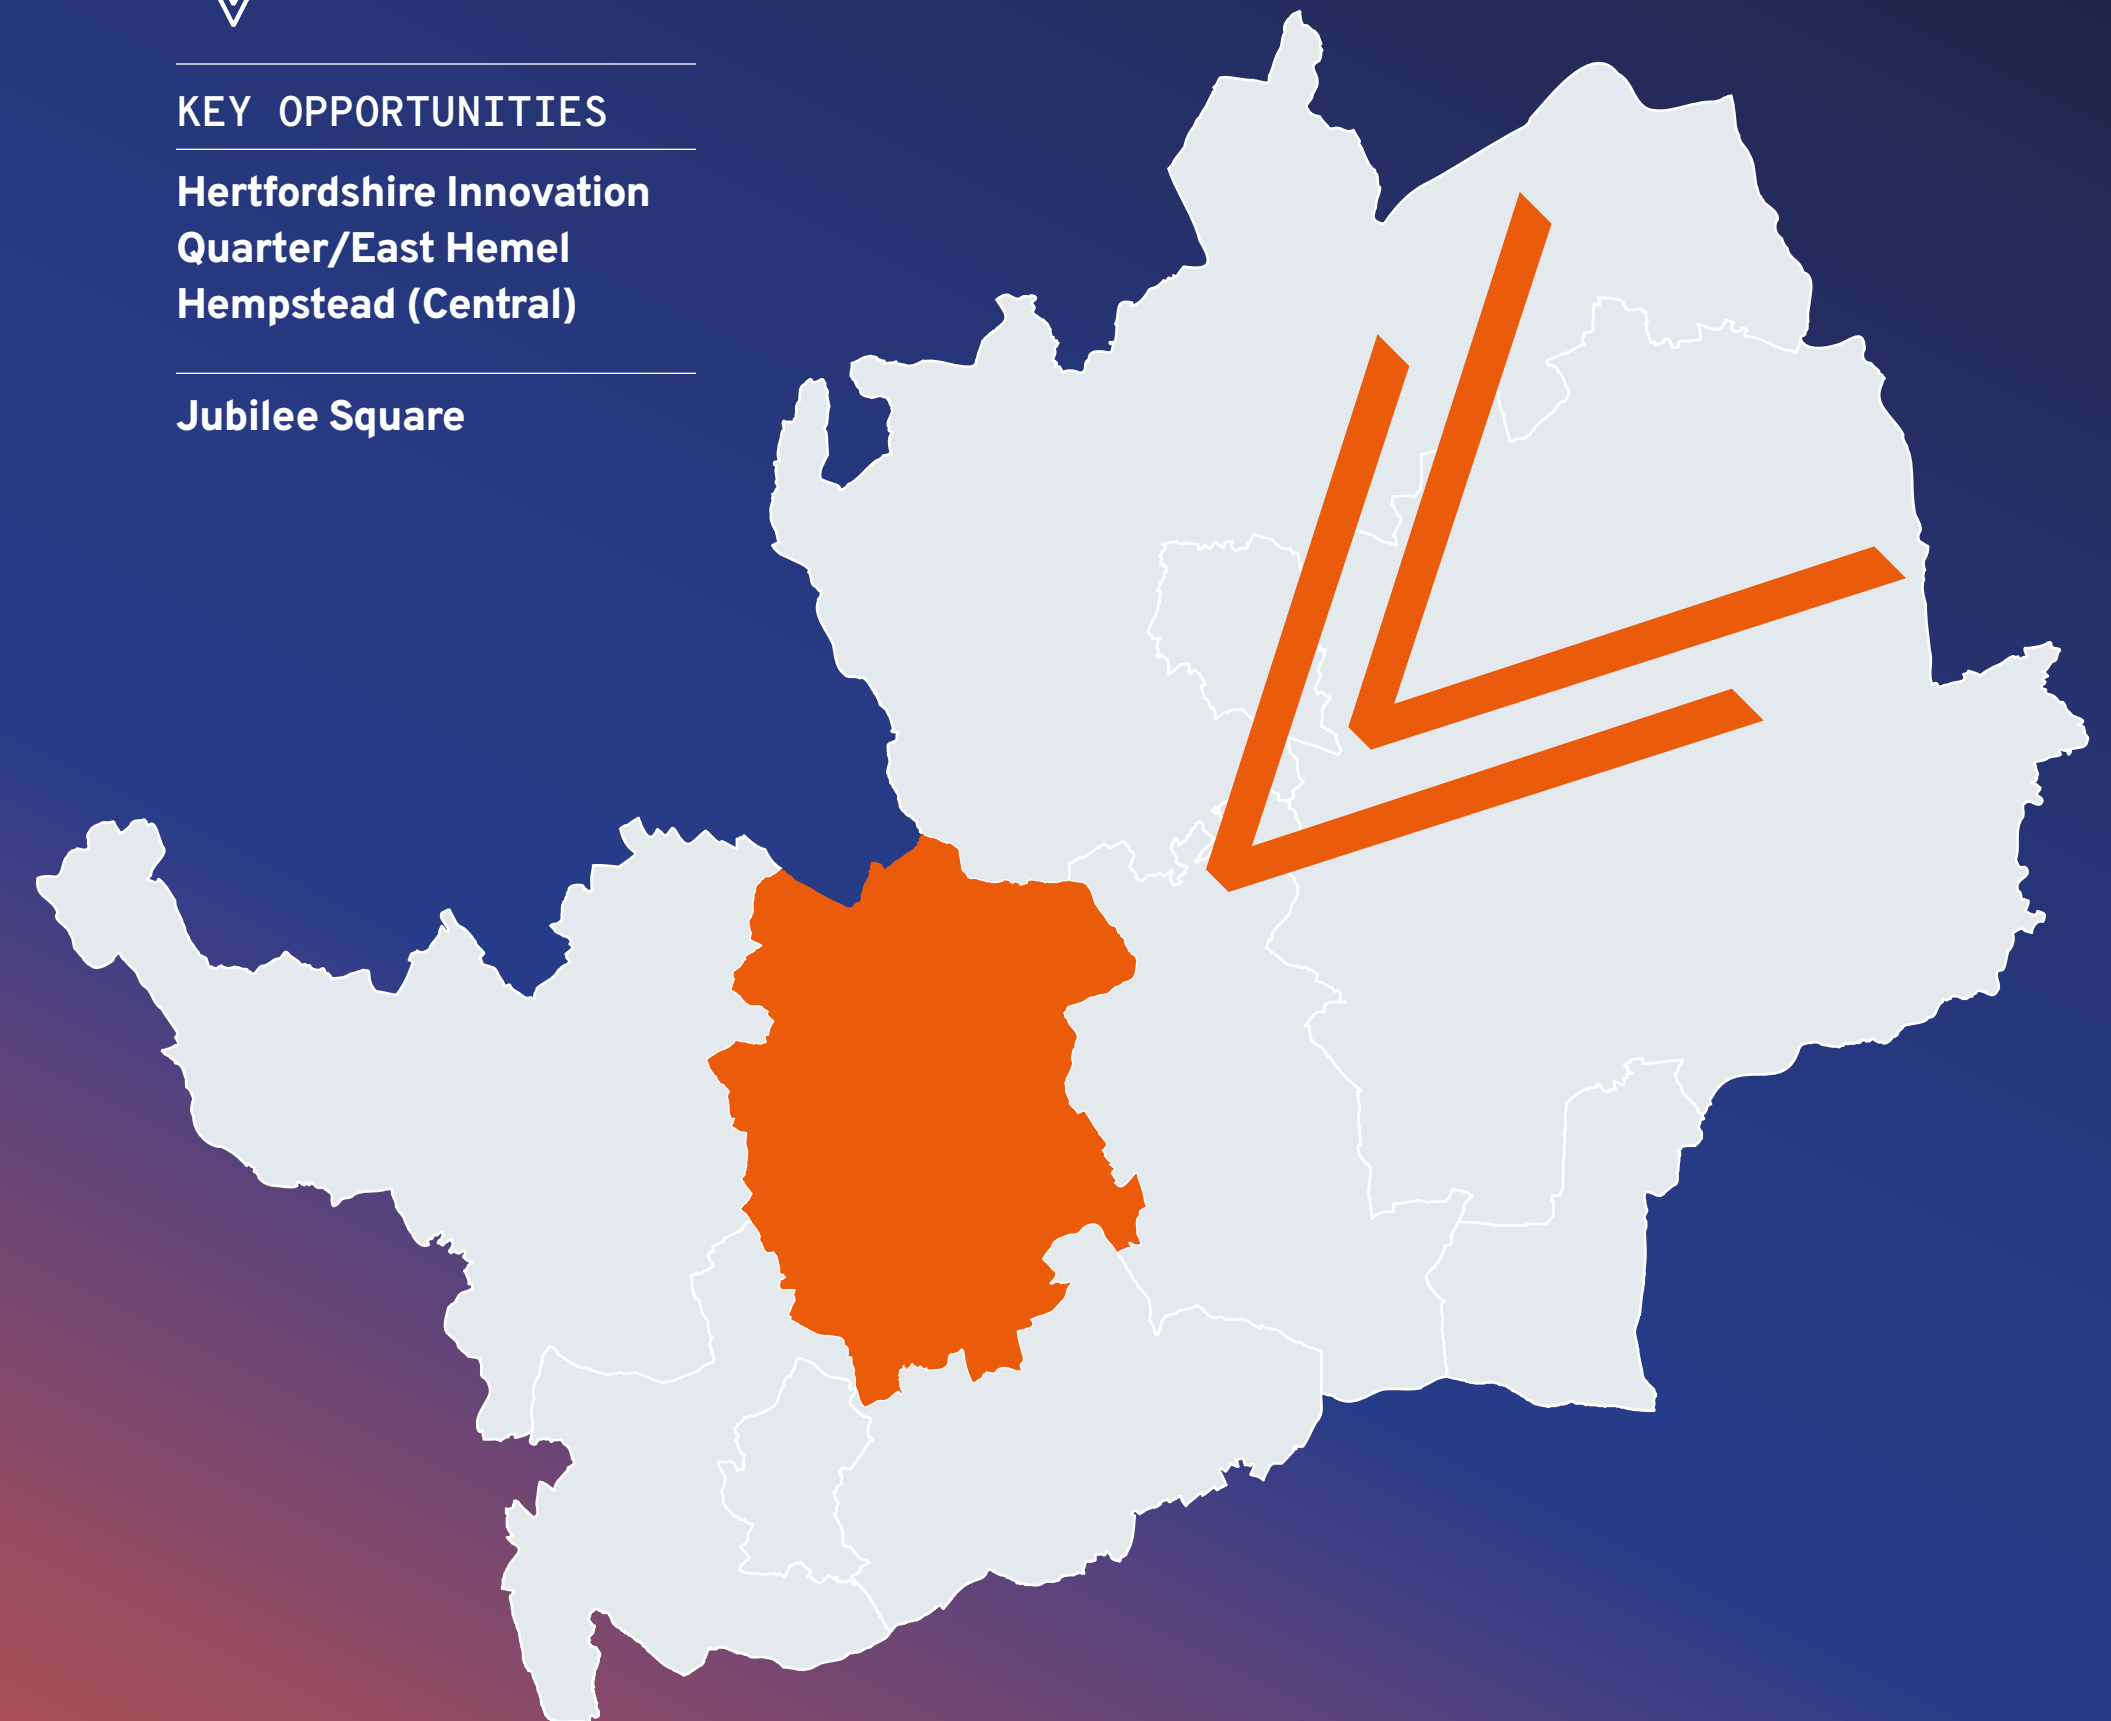 KEY OPPORTUNITIES
Hertfordshire Innovation
Quarter/East Hemel
Hempstead (Central)
Jubilee Square